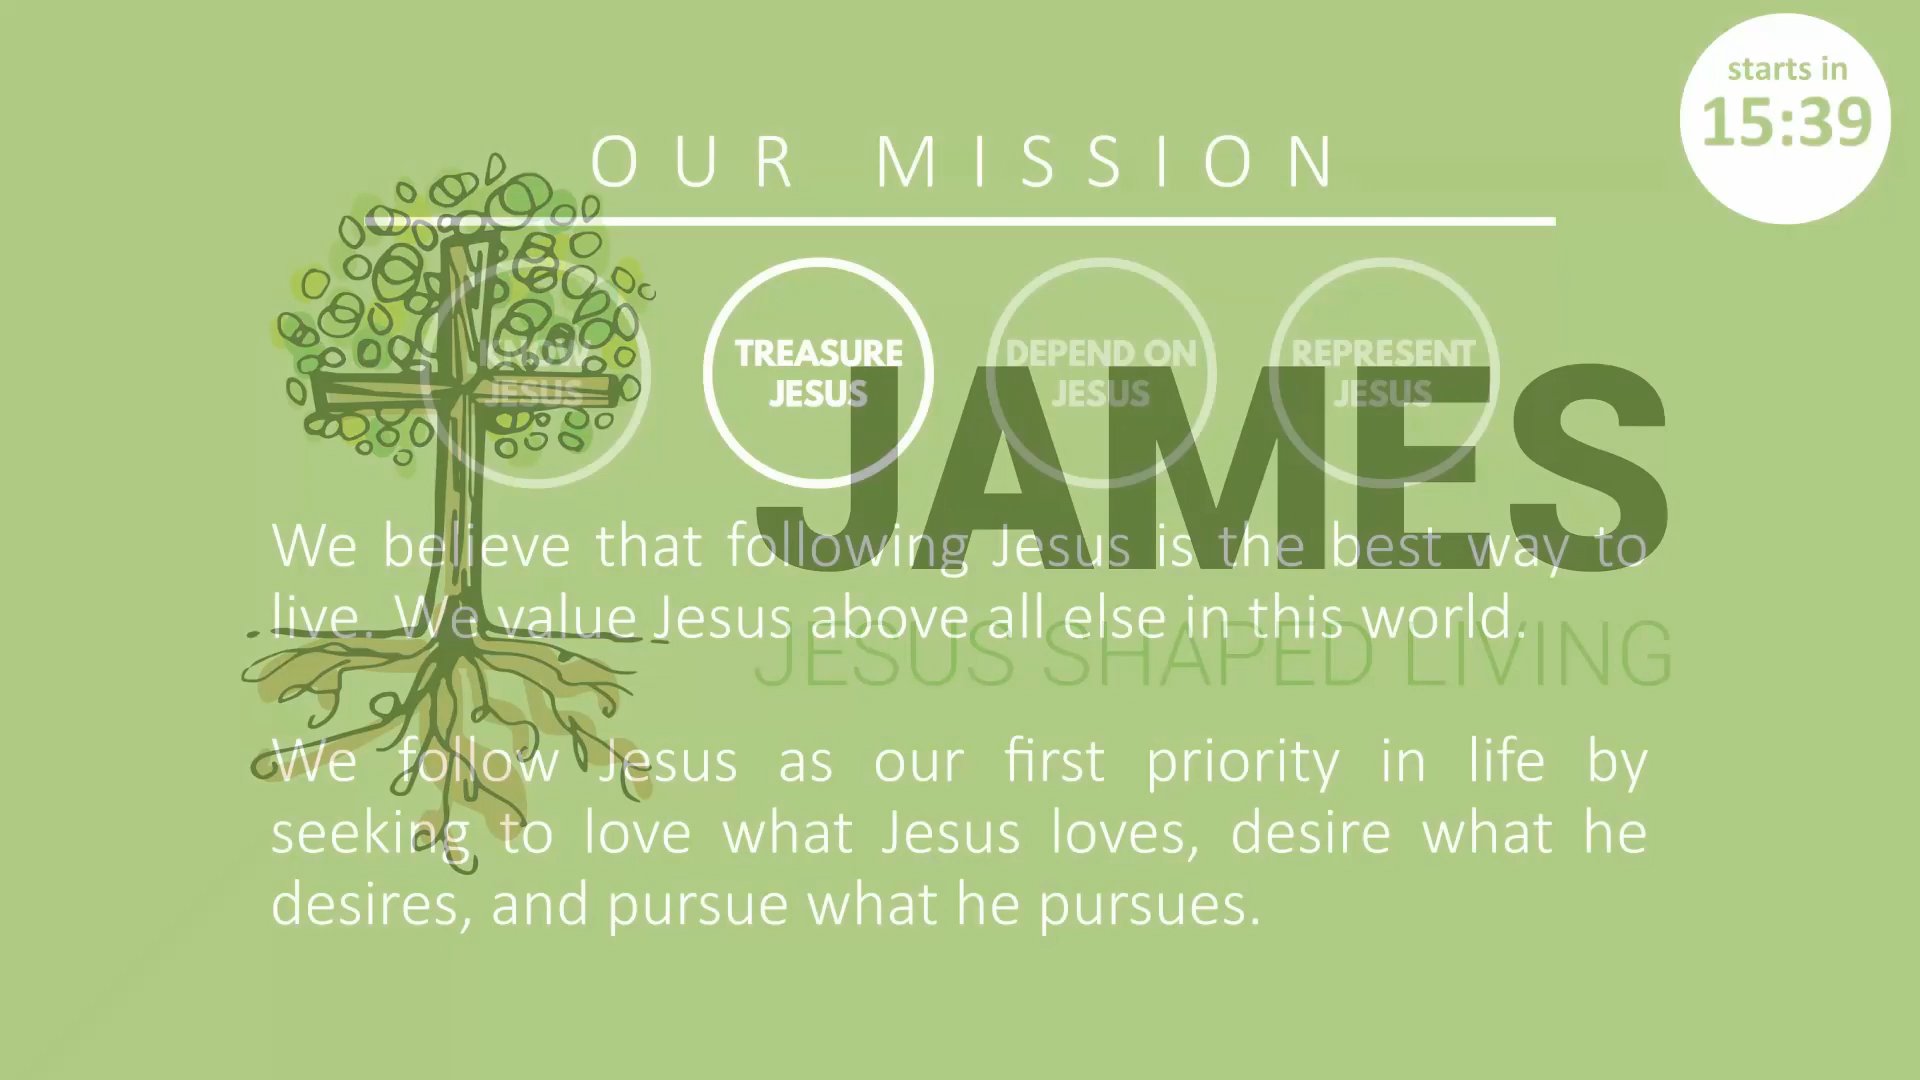 starts in
15:39
OUR MISSION
KNOW
JESUS
TREASURE
JESUS
DEPEND ON
JESUS
REPRESENT
JESUS
JAMES
JESUS SHAPED LIVING
We believe that following Jesus is the best way to
live. We value Jesus above all else in this world.
We follow Jesus as our first priority in life by
seeking to love what Jesus loves, desire what he
desires, and pursue what he pursues.